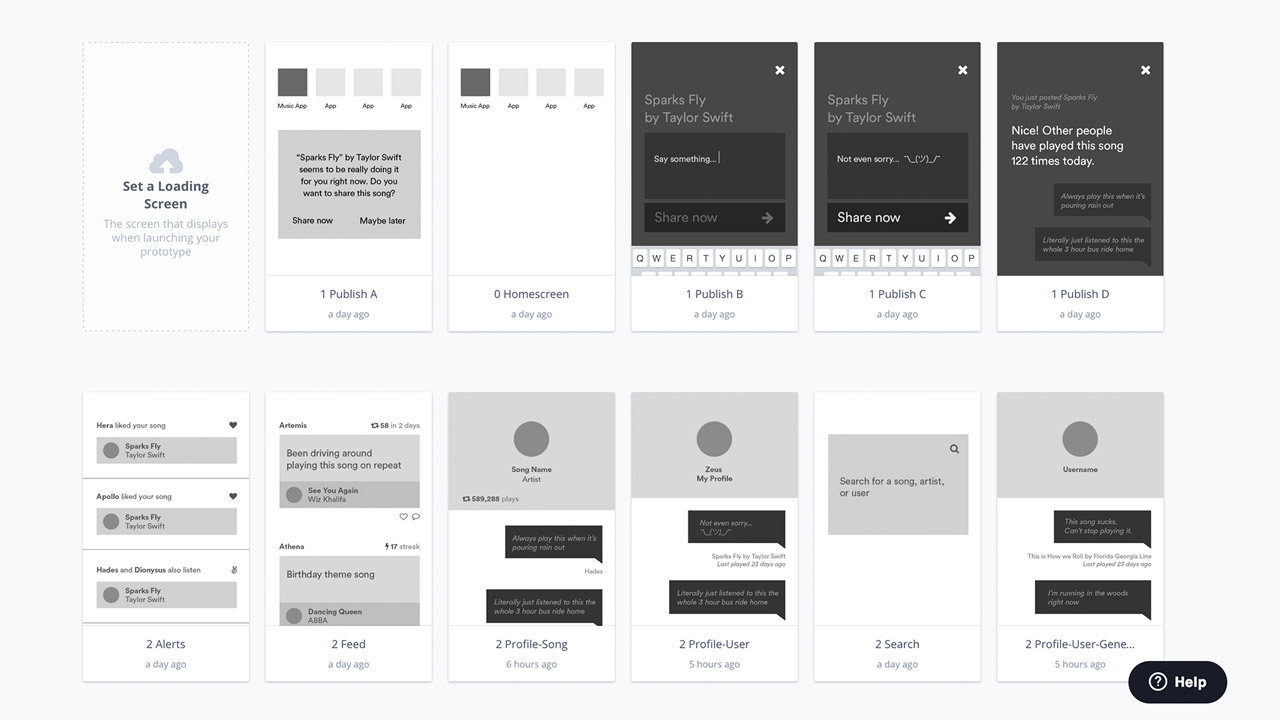 Set a Loading
Screen
The screen that displays
when launching your
prototype
Music App App App App
“Sparks Fly” by Taylor Swift
seems to be really doing it
for you right now. Do you
want to share this song?
Share now Maybe later
1 Publish A
a day ago
Music App App App App
0 Homescreen
a day ago
Sparks Fly
by Taylor Swift
Say something...
Share now
Q W E R T Y U I O P
1 Publish B
a day ago
Sparks Fly
by Taylor Swift
Not even sorry... ¯\_(ツ)_/¯
Share now
Q W E R T Y U I O P
1 Publish C
a day ago
You just posted Sparks Fly
by Taylor Swift
Nice! Other people
have played this song
122 times today.
Always play this when it's
pouring rain out
Literally just listened to this the
whole 3 hour bus ride home
1 Publish D
a day ago
Hera liked your song
Sparks Fly
Taylor Swift
Apollo liked your song
Sparks Fly
Taylor Swift
Hades and Dionysus also listen
Sparks Fly
Taylor Swift
2 Alerts
a day ago
Artemis 58 in 2 days
Been driving around
playing this song on repeat
See You Again
Wiz Khalifa
Athena 17 streak
Birthday theme song
Dancing Queen
ABBA
2 Feed
a day ago
Song Name
Artist
589,288 plays
Always play this when it's
pouring rain out
Hades
Literally just listened to this the
whole 3 hour bus ride home
2 Profile-Song
6 hours ago
Zeus
My Profile
Not even sorry...
¯\_(ツ)_/¯
Sparks Fly by Taylor Swift
Last played 23 days ago
Literally just listened to this the
whole 3 hour bus ride home
2 Profile-User
5 hours ago
Search for a song, artist,
or user
2 Search
a day ago
Username
This song sucks.
Can't stop playing it.
This is How we Roll by Florida Georgia Line
Last played 23 days ago
I'm running in the woods
right now
2 Profile-User-Gene...
5 hours ago
Help